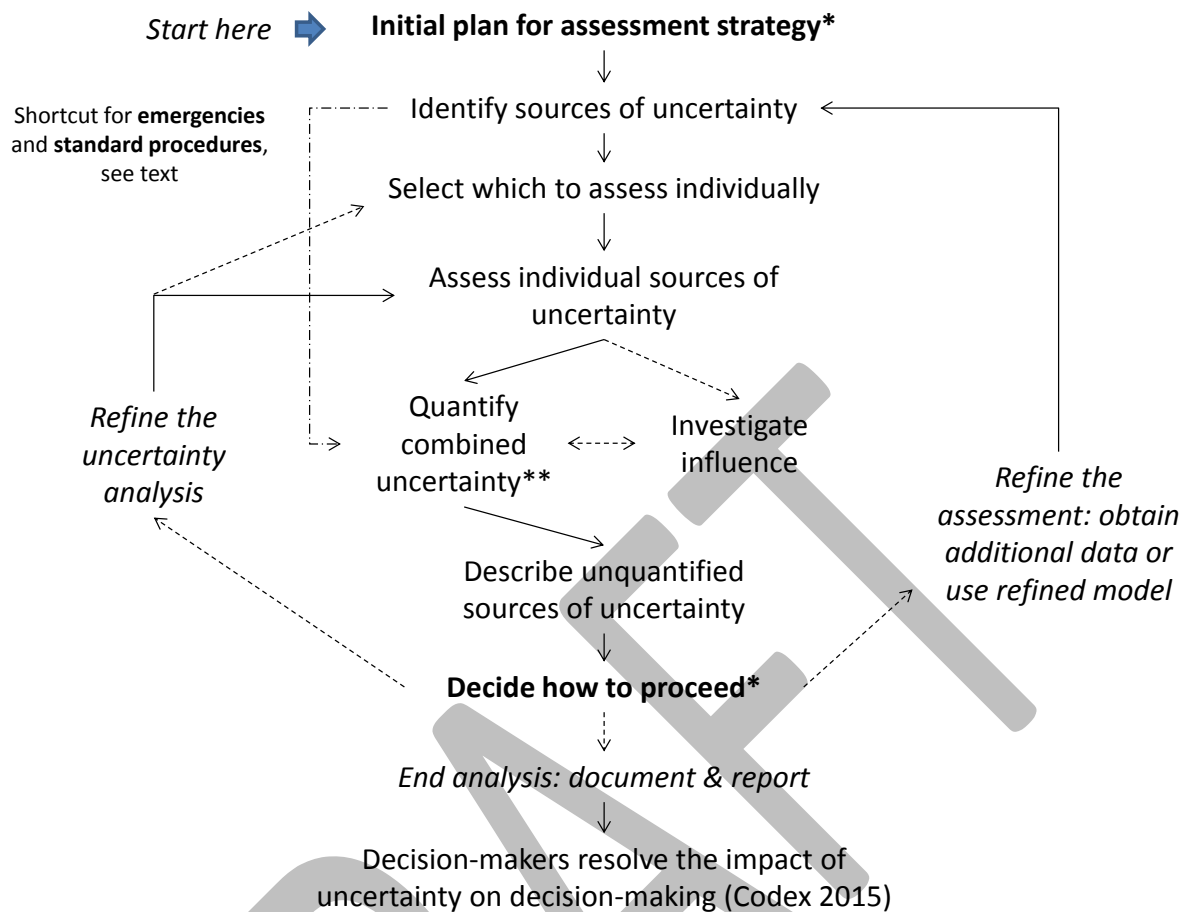 Start here
Initial plan for assessment strategy*
Shortcut for emergencies
and standard procedures,
see text
Identify sources of uncertainty
Select which to assess individually
Assess individual sources of
uncertainty
Quantify
combined
uncertainty**
Investigate
influence
Refine the
uncertainty
analysis
Refine the
assessment: obtain
additional data or
use refined model
Describe unquantified
sources of uncertainty
Decide how to proceed*
End analysis: document & report
Decision-makers resolve the impact of
uncertainty on decision-making (Codex 2015)
DRAFT